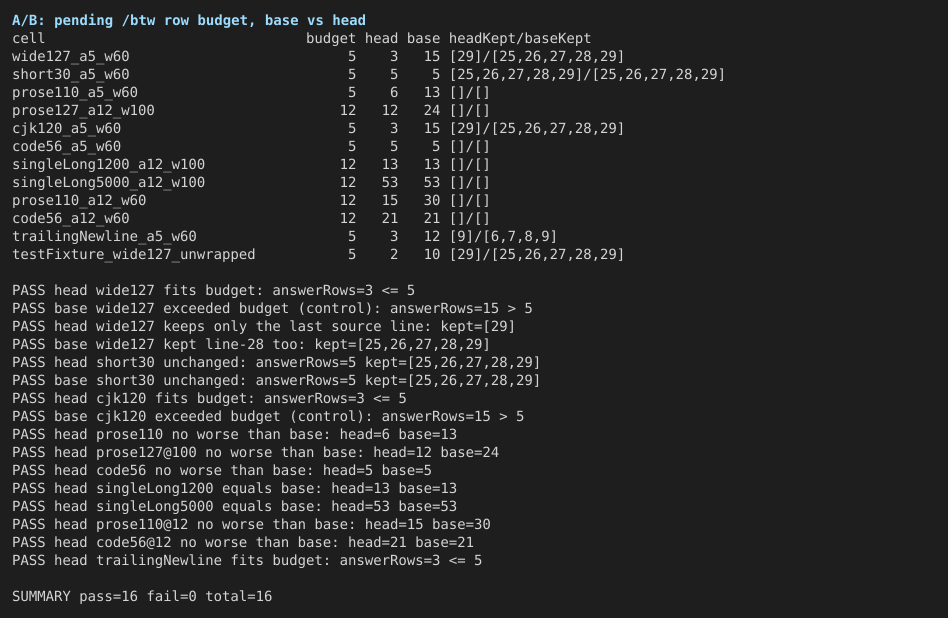 A/B: pending /btw row budget, base vs head
cell                               budget head base headKept/baseKept
wide127_a5_w60                          5    3   15 [29]/[25,26,27,28,29]
short30_a5_w60                          5    5    5 [25,26,27,28,29]/[25,26,27,28,29]
prose110_a5_w60                         5    6   13 []/[]
prose127_a12_w100                      12   12   24 []/[]
cjk120_a5_w60                           5    3   15 [29]/[25,26,27,28,29]
code56_a5_w60                           5    5    5 []/[]
singleLong1200_a12_w100                12   13   13 []/[]
singleLong5000_a12_w100                12   53   53 []/[]
prose110_a12_w60                       12   15   30 []/[]
code56_a12_w60                         12   21   21 []/[]
trailingNewline_a5_w60                  5    3   12 [9]/[6,7,8,9]
testFixture_wide127_unwrapped           5    2   10 [29]/[25,26,27,28,29]

PASS head wide127 fits budget: answerRows=3 <= 5
PASS base wide127 exceeded budget (control): answerRows=15 > 5
PASS head wide127 keeps only the last source line: kept=[29]
PASS base wide127 kept line-28 too: kept=[25,26,27,28,29]
PASS head short30 unchanged: answerRows=5 kept=[25,26,27,28,29]
PASS base short30 unchanged: answerRows=5 kept=[25,26,27,28,29]
PASS head cjk120 fits budget: answerRows=3 <= 5
PASS base cjk120 exceeded budget (control): answerRows=15 > 5
PASS head prose110 no worse than base: head=6 base=13
PASS head prose127@100 no worse than base: head=12 base=24
PASS head code56 no worse than base: head=5 base=5
PASS head singleLong1200 equals base: head=13 base=13
PASS head singleLong5000 equals base: head=53 base=53
PASS head prose110@12 no worse than base: head=15 base=30
PASS head code56@12 no worse than base: head=21 base=21
PASS head trailingNewline fits budget: answerRows=3 <= 5

SUMMARY pass=16 fail=0 total=16